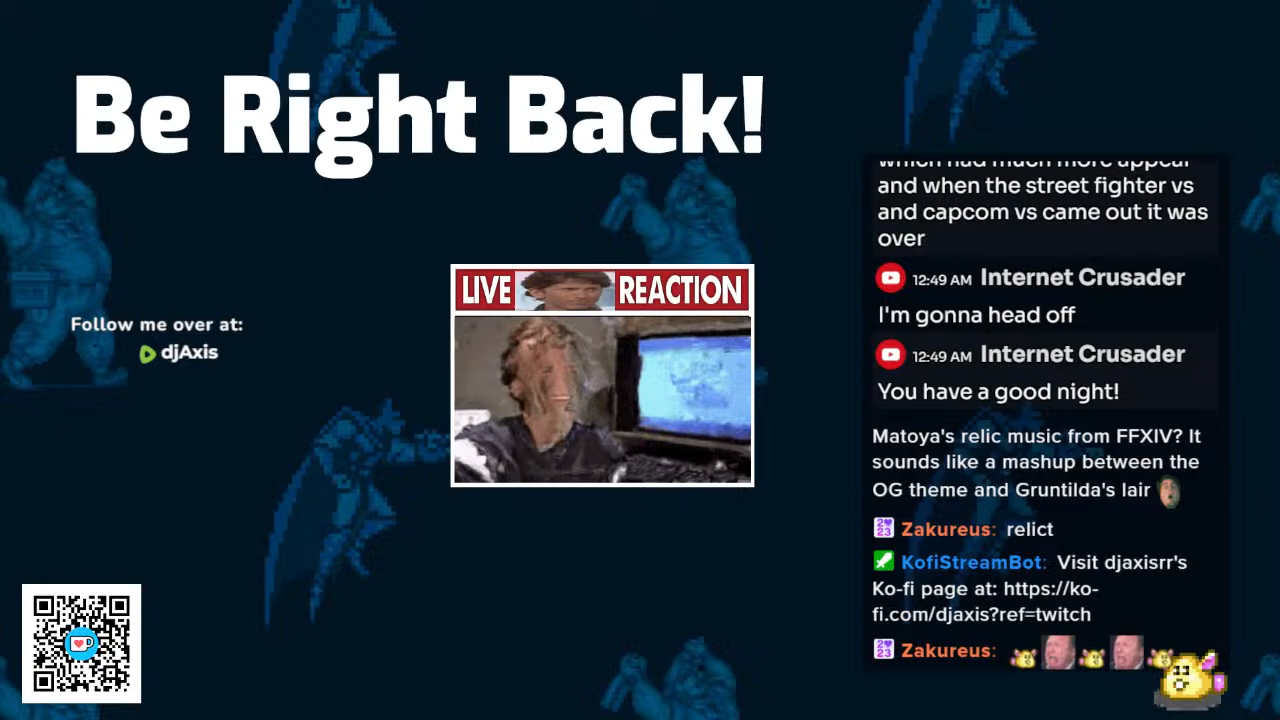 Be Right Back!
Follow me over at:
djAxis
LIVE REACTION
which had much more appeal
and when the street fighter vs
and capcom vs came out it was
over
12:49 AM Internet Crusader
I'm gonna head off
12:49 AM Internet Crusader
You have a good night!
Matoya's relic music from FFXIV? It
sounds like a mashup between the
OG theme and Gruntilda's lair
Zakureus: relict
KofiStreamBot: Visit djaxisrr's
Ko-fi page at: https://ko-
fi.com/djaxis?ref=twitch
Zakureus: